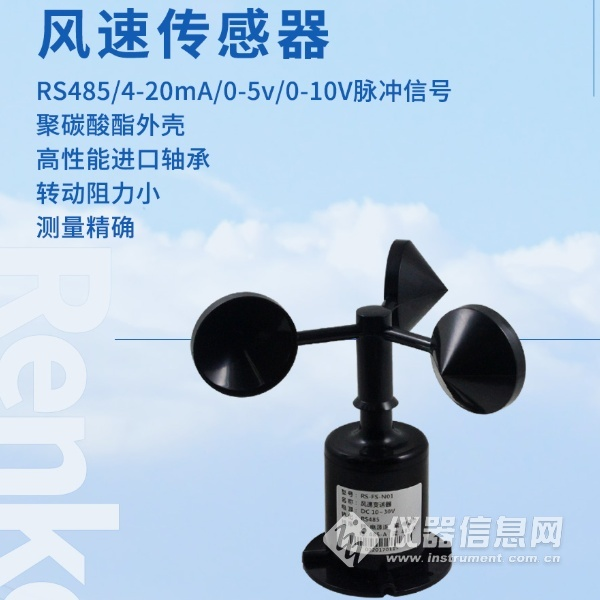 风速传感器
RS485/4-20mA/0-5v/0-10V脉冲信号
聚碳酸酯外壳
高性能进口轴承
转动阻力小
测量精确
Renk
RS-FS-N01
风速变送器
DC 10~30V
RS485
仪器信息网
www.instrument.com.cn